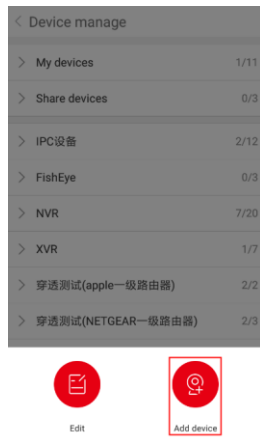 Device manage
My devices 1/11
Share devices 0/3
IPC设备 2/12
FishEye 0/3
NVR 7/20
XVR 1/7
穿透测试(apple一级路由器) 2/2
穿透测试(NETGEAR一级路由器) 2/3
Edit Add device